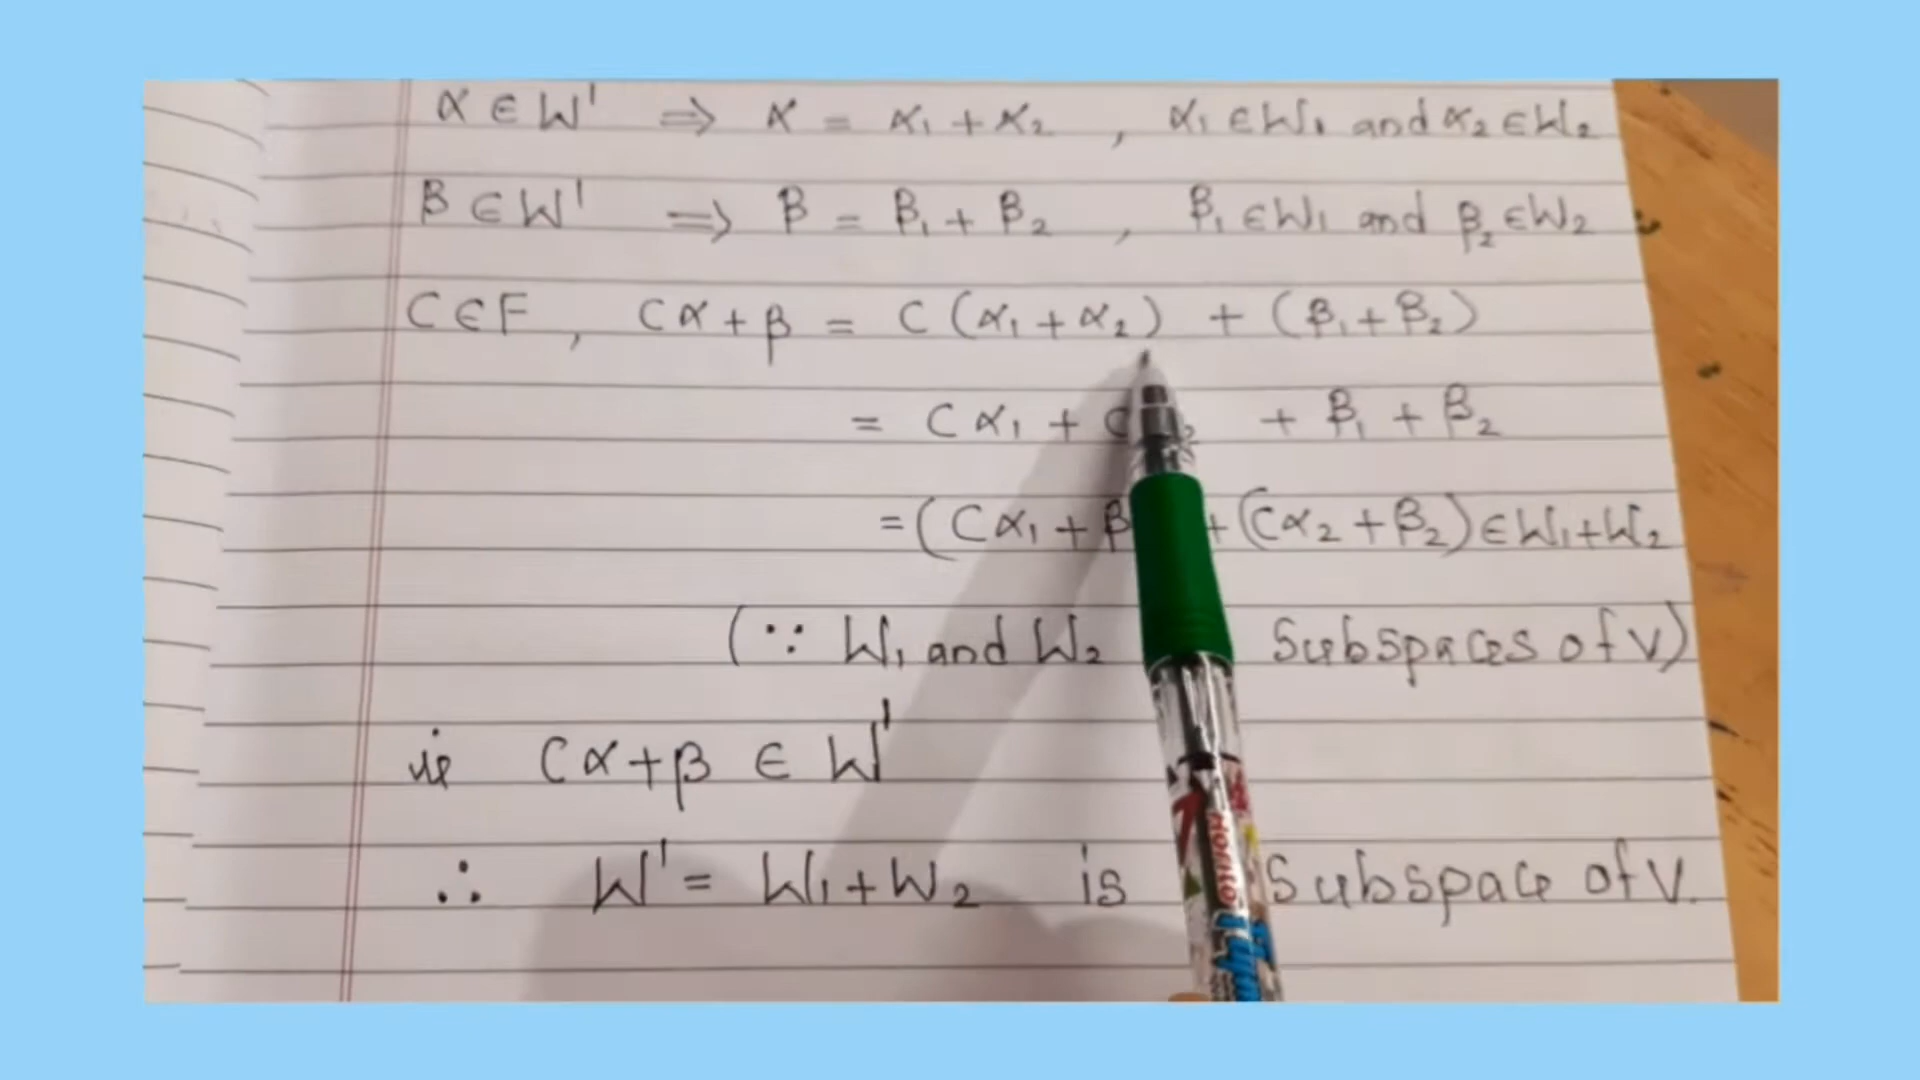 α ∈ W' ⇒ α = α₁ + α₂ , α₁ ∈ W₁ and α₂ ∈ W₂
β ∈ W' ⇒ β = β₁ + β₂ , β₁ ∈ W₁ and β₂ ∈ W₂
C ∈ F , Cα + β = C (α₁ + α₂) + (β₁ + β₂)
= Cα₁ + C ₂ + β₁ + β₂
= (Cα₁ + β + (Cα₂ + β₂) ∈ W₁ + W₂
(∵ W₁ and W₂ Subspaces of V)
ie Cα + β ∈ W'
∴ W' = W₁ + W₂ is Subspace of V.